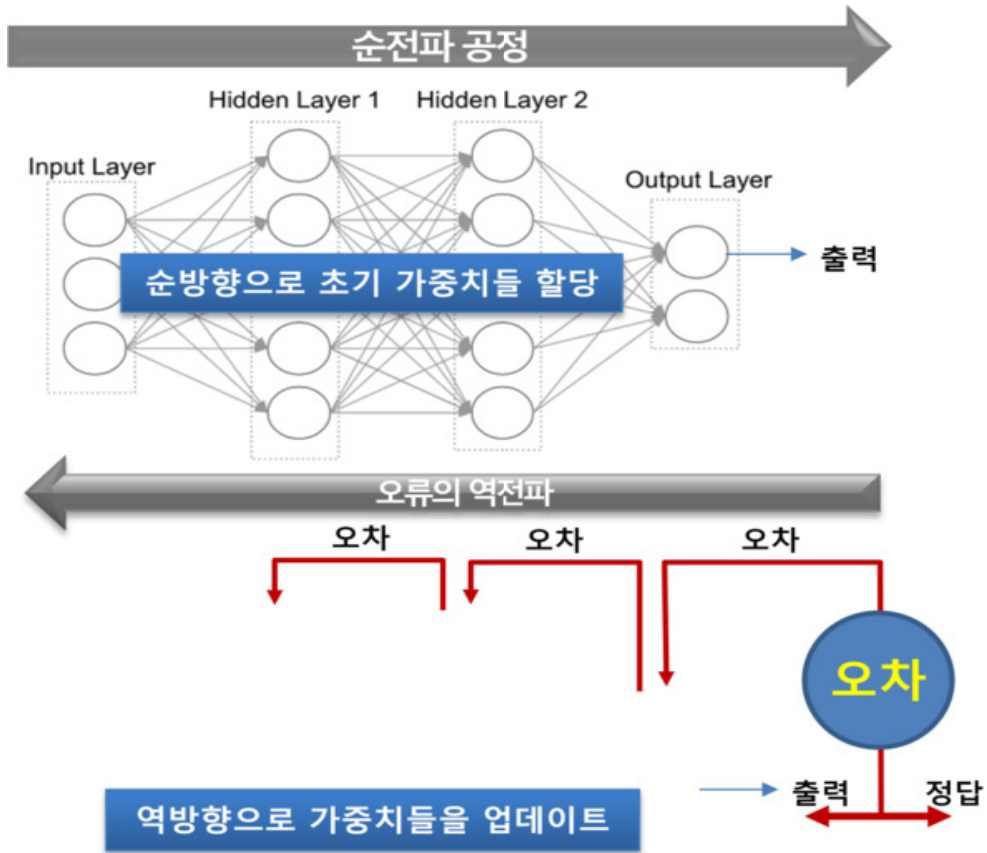 순전파 공정
Hidden Layer 1
Hidden Layer 2
Input Layer
Output Layer
출력
순방향으로 초기 가중치들 할당
오류의 역전파
오차
오차
오차
오차
출력
정답
역방향으로 가중치들을 업데이트